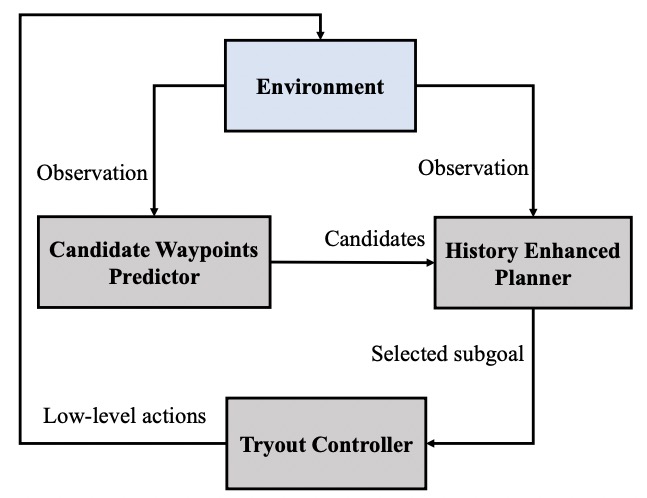 Environment
Observation
Observation
Candidate Waypoints
Predictor
Candidates
History Enhanced
Planner
Selected subgoal
Low-level actions
Tryout Controller